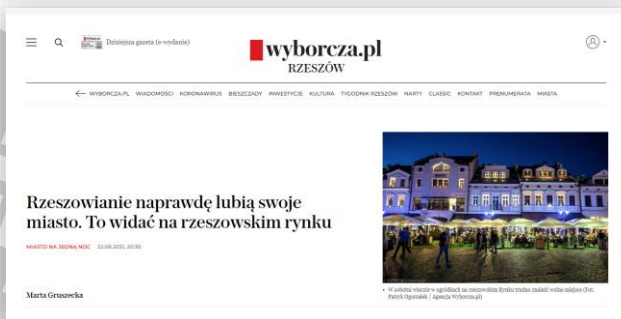 Dzisiejsza gazeta (e-wydanie)
wyborcza.pl
RZESZÓW
WYBORCZA.PL WIADOMOŚCI KORONAWIRUS BIESZCZADY INWESTYCJE KULTURA TYGODNIK RZESZÓW NARTY CLASSIC KONTAKT PRENUMERATA MIASTA
Rzeszowianie naprawdę lubią swoje
miasto. To widać na rzeszowskim rynku
MIASTO NA JEDNĄ NOC 22.08.2021, 20:30
Marta Gruszecka
W sobotni wieczór w ogródkach na rzeszowskim Rynku trudno znaleźć wolne miejsce (Fot.
Patryk Ogorzałek / Agencja Wyborcza.pl)